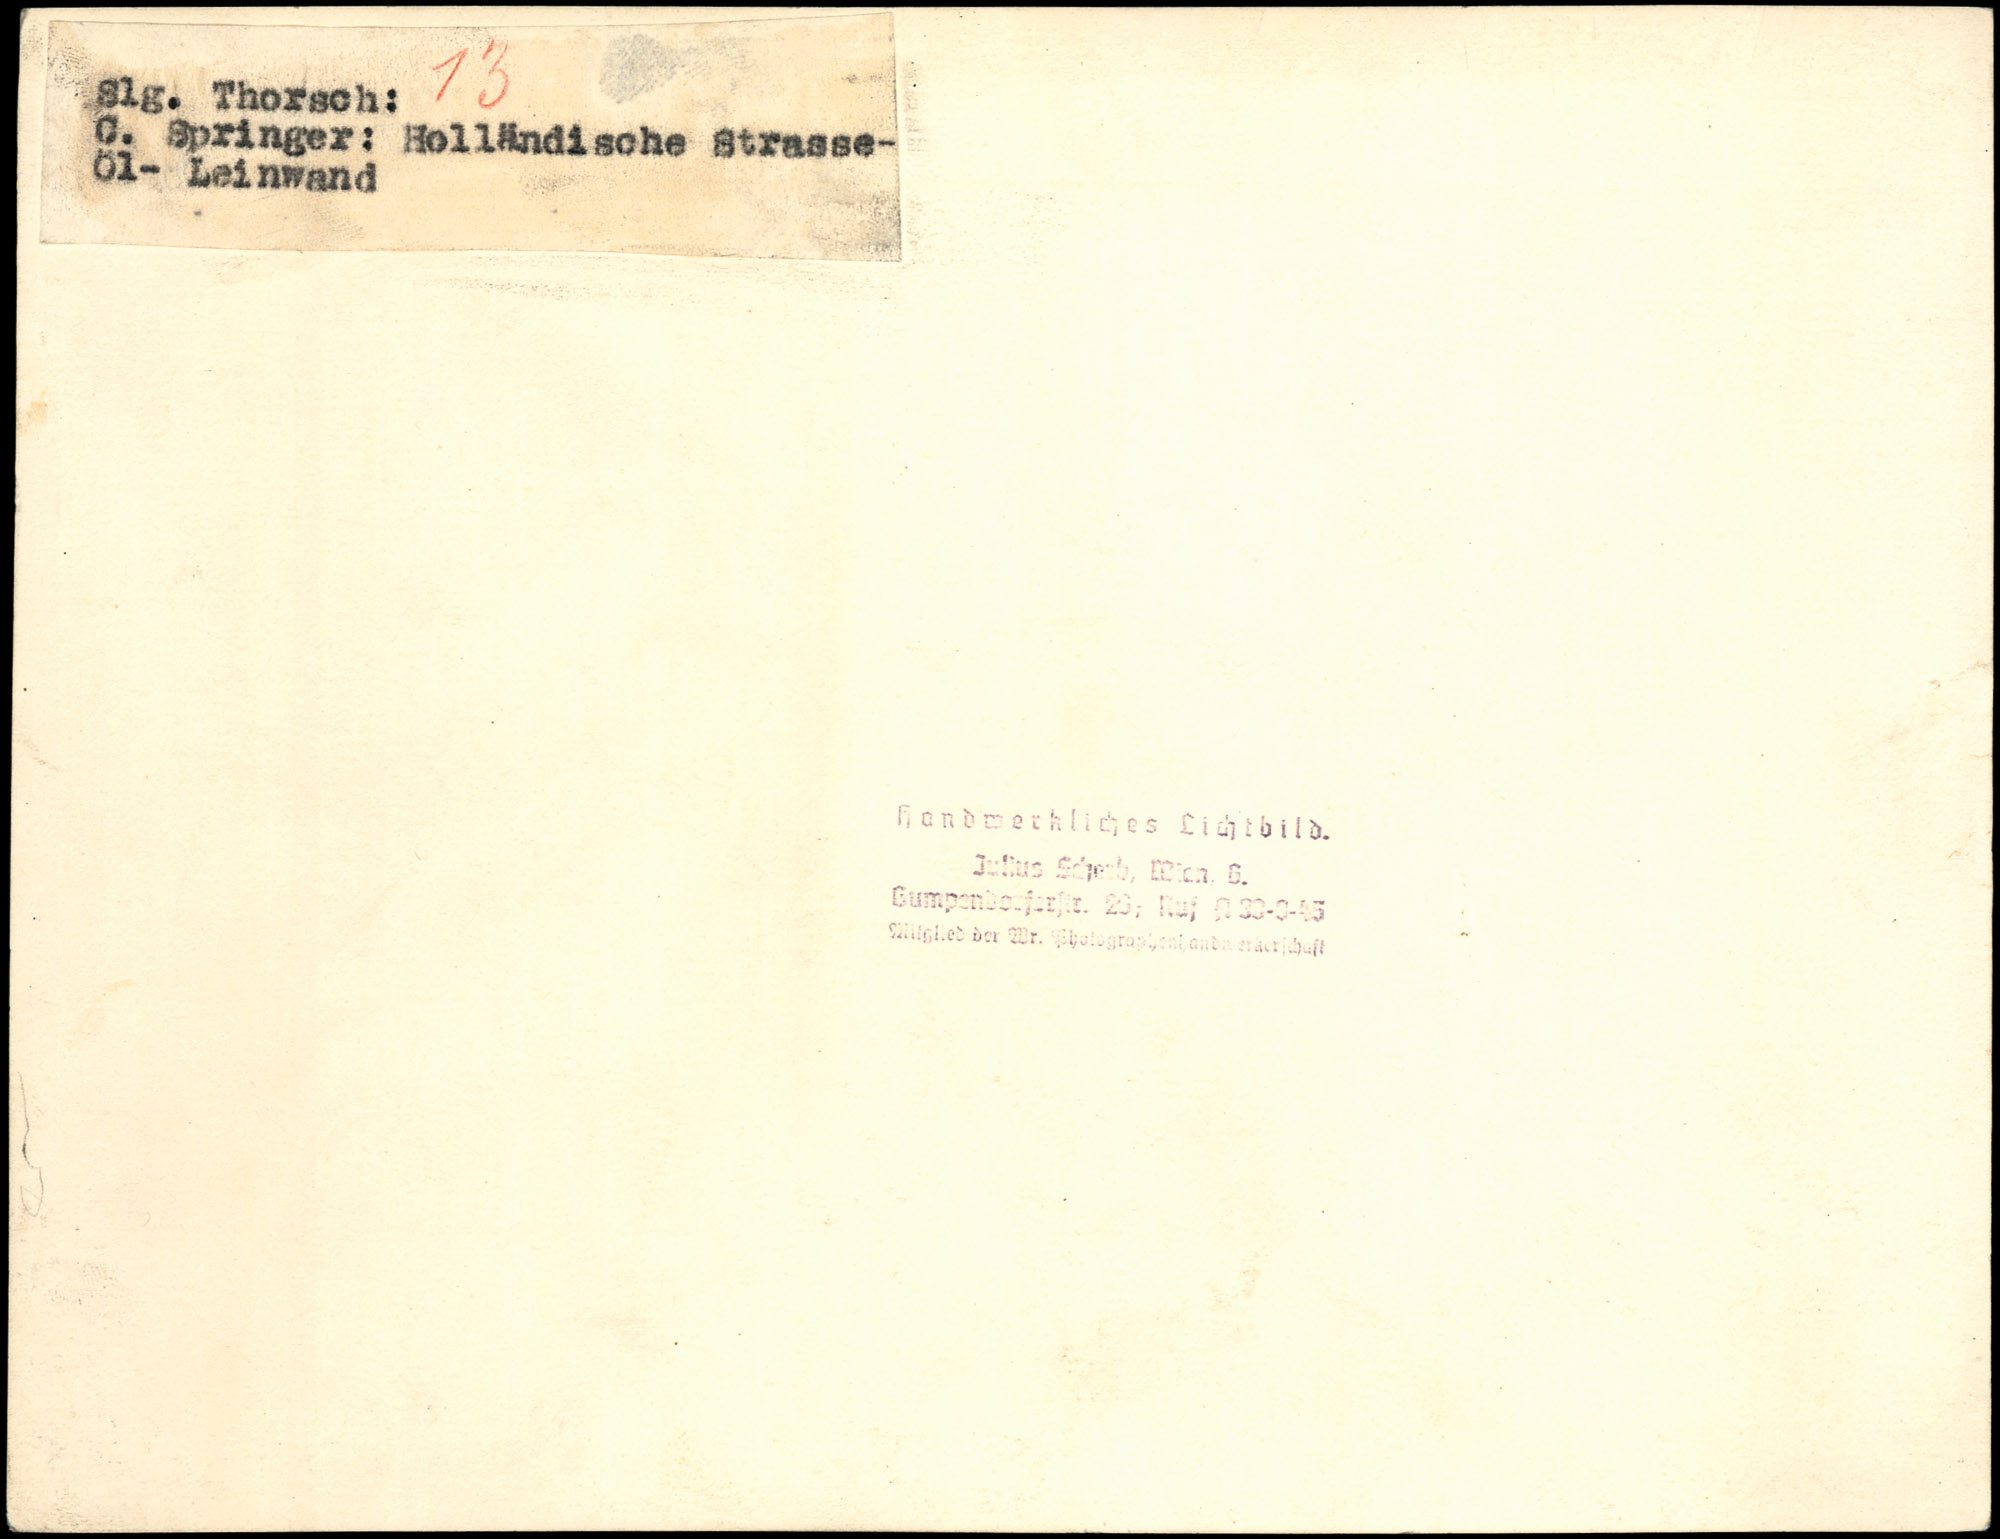 13
Slg. Thorsch:
C. Springer: Holländische Strasse-
Öl- Leinwand
Handwerkliches Lichtbild.
Julius Scherb, Wien, 6.
Gumpendorferstr. Ruf
Mitglied der Wr. Photographenhandwerkerschaft